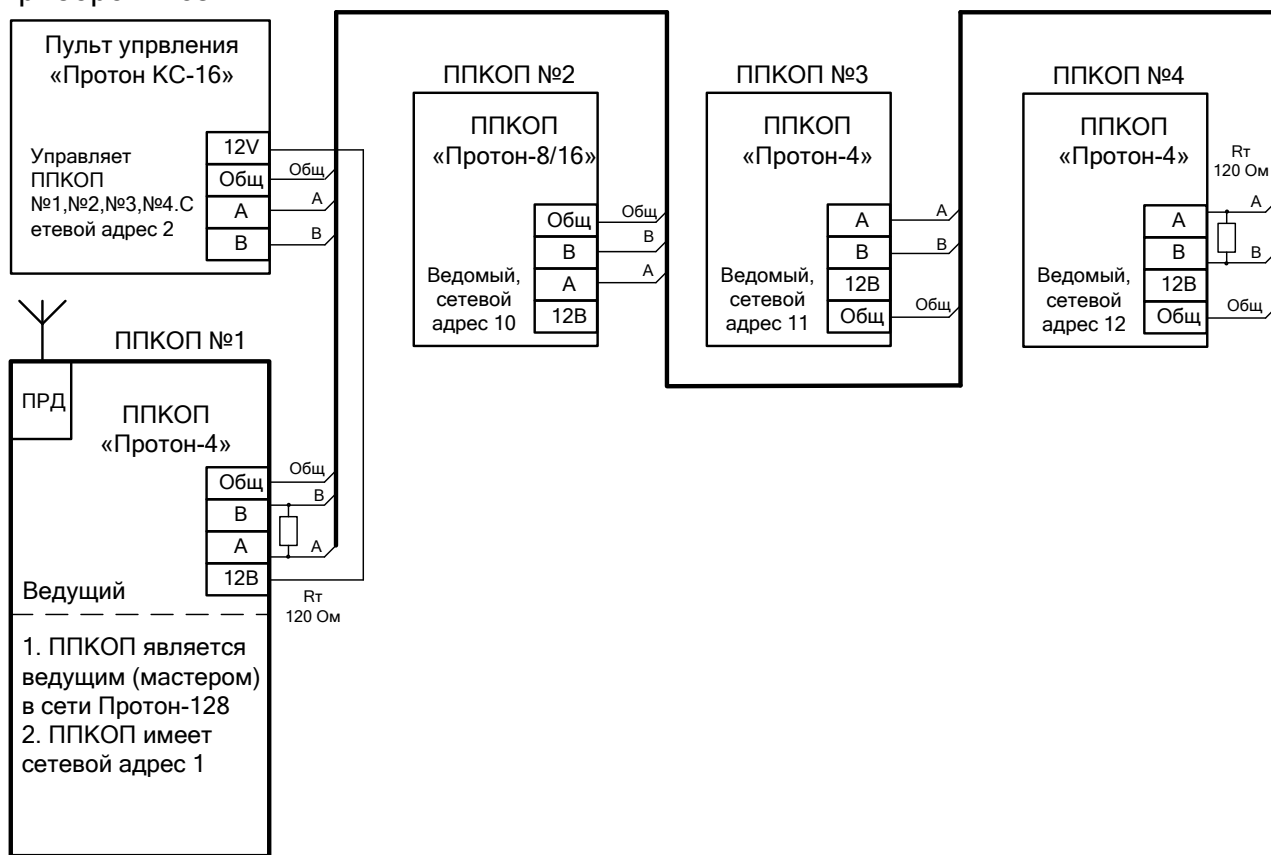 Пульт упрвления
«Протон КС-16»
Управляет
ППКОП
№1,№2,№3,№4.С
етевой адрес 2
12V
Общ
A
B
Общ
A
B
ППКОП №1
ПРД
ППКОП
«Протон-4»
Общ
B
A
12В
Общ
B
A
Rт
120 Ом
Ведущий
1. ППКОП является
ведущим (мастером)
в сети Протон-128
2. ППКОП имеет
сетевой адрес 1
ППКОП №2
ППКОП
«Протон-8/16»
Ведомый,
сетевой
адрес 10
Общ
B
A
12В
Общ
B
A
ППКОП №3
ППКОП
«Протон-4»
Ведомый,
сетевой
адрес 11
A
B
12В
Общ
A
B
Общ
ППКОП №4
ППКОП
«Протон-4»
Ведомый,
сетевой
адрес 12
A
B
12В
Общ
Rт
120 Ом
A
B
Общ